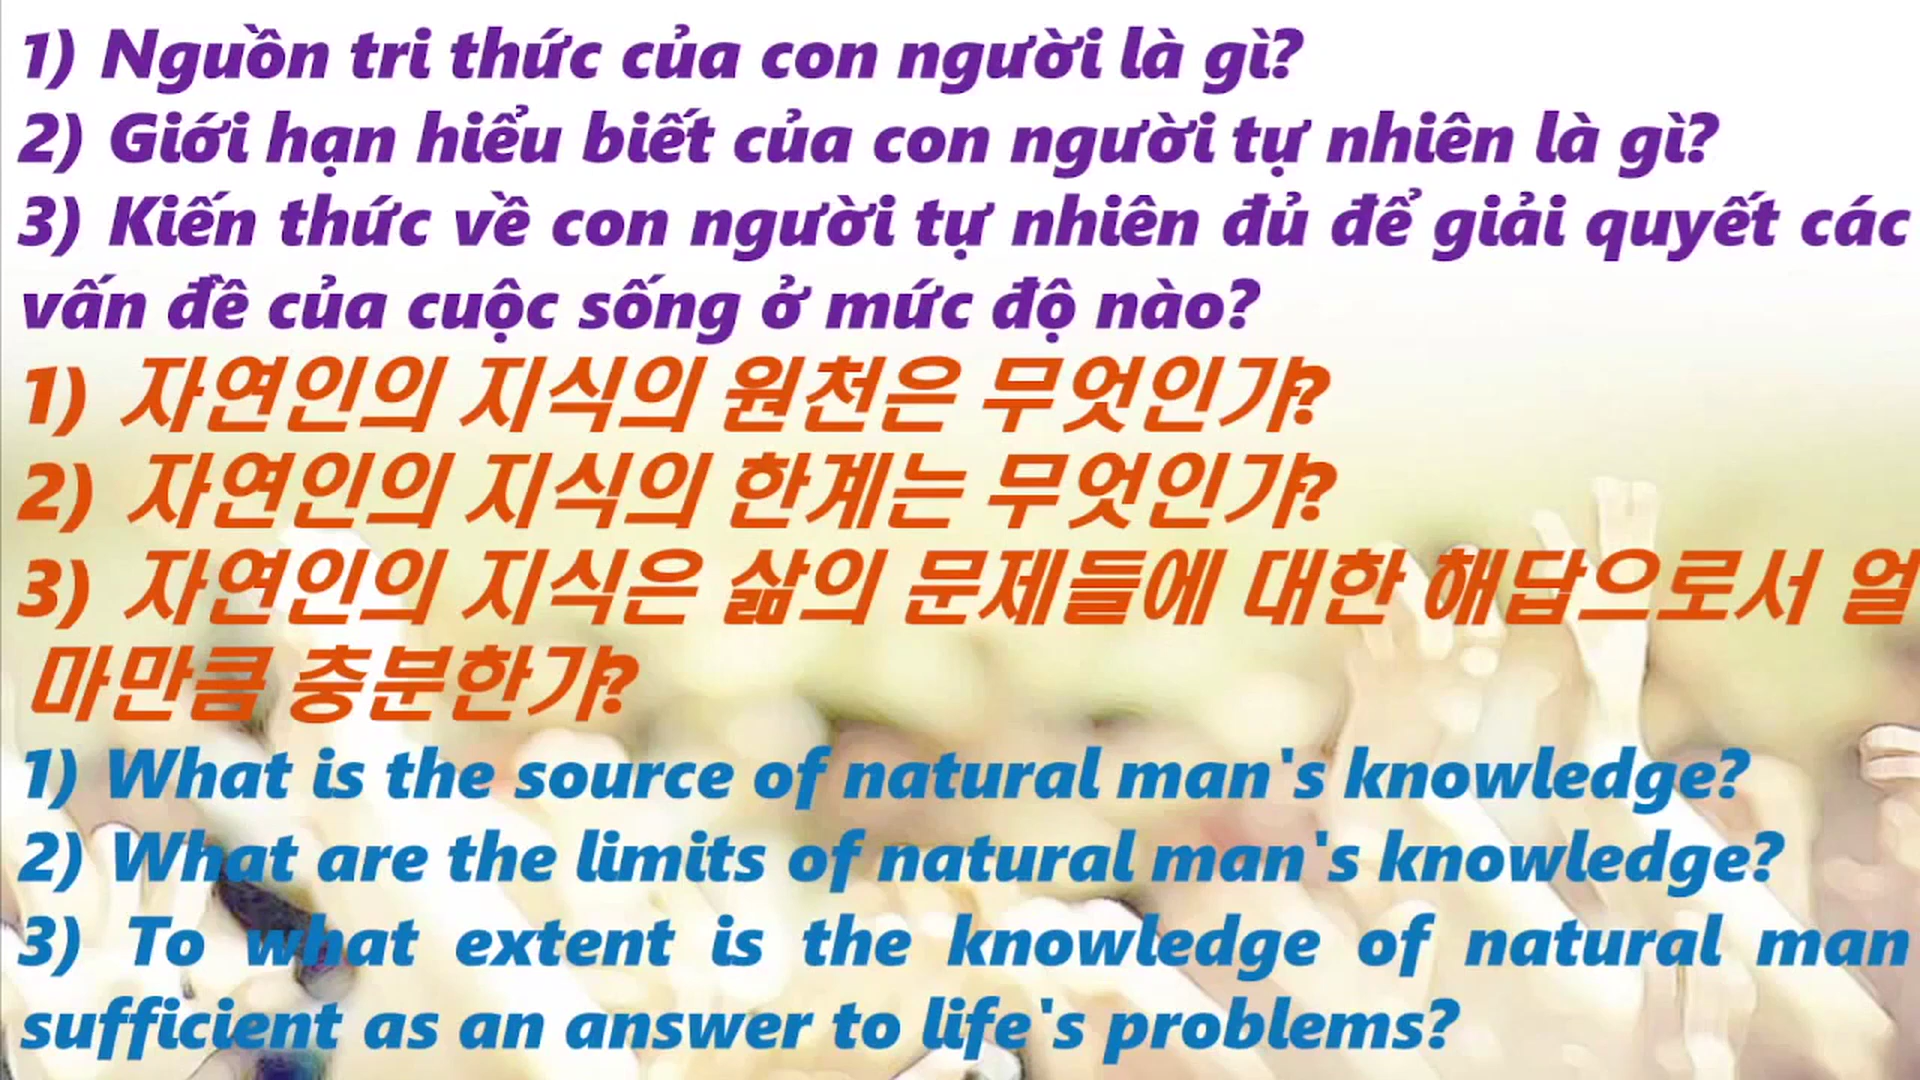 1) Nguồn tri thức của con người là gì?
2) Giới hạn hiểu biết của con người tự nhiên là gì?
3) Kiến thức về con người tự nhiên đủ để giải quyết các
vấn đề của cuộc sống ở mức độ nào?
1) 자연인의 지식의 원천은 무엇인가?
2) 자연인의 지식의 한계는 무엇인가?
3) 자연인의 지식은 삶의 문제들에 대한 해답으로서 얼
마만큼 충분한가?
1) What is the source of natural man's knowledge?
2) What are the limits of natural man's knowledge?
3) To what extent is the knowledge of natural man
sufficient as an answer to life's problems?